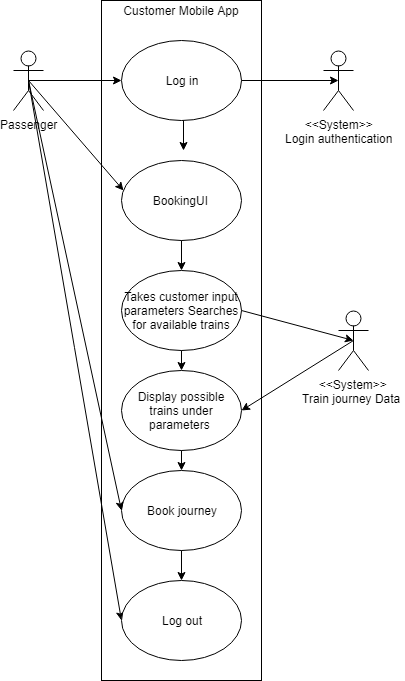 Customer Mobile App
Log in
Passenger
<<System>>
Login authentication
BookingUI
Takes customer input
parameters Searches
for available trains
<<System>>
Train journey Data
Display possible
trains under
parameters
Book journey
Log out